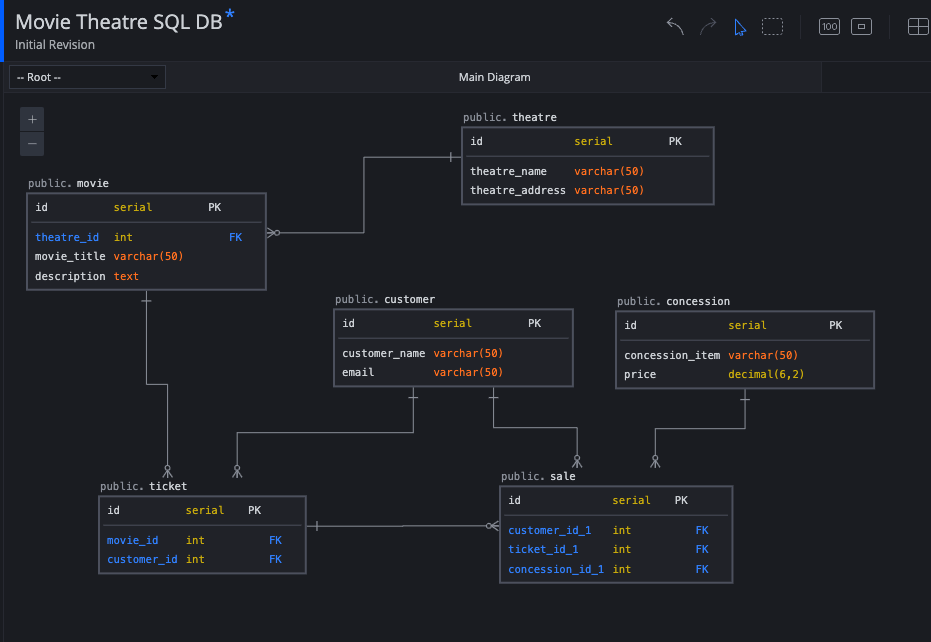 Movie Theatre SQL DB*
Initial Revision
100
-- Root --
Main Diagram
+
−
public. theatre
id serial PK
theatre_name varchar(50)
theatre_address varchar(50)
public. movie
id serial PK
theatre_id int FK
movie_title varchar(50)
description text
public. customer
id serial PK
customer_name varchar(50)
email varchar(50)
public. concession
id serial PK
concession_item varchar(50)
price decimal(6,2)
public. ticket
id serial PK
movie_id int FK
customer_id int FK
public. sale
id serial PK
customer_id_1 int FK
ticket_id_1 int FK
concession_id_1 int FK